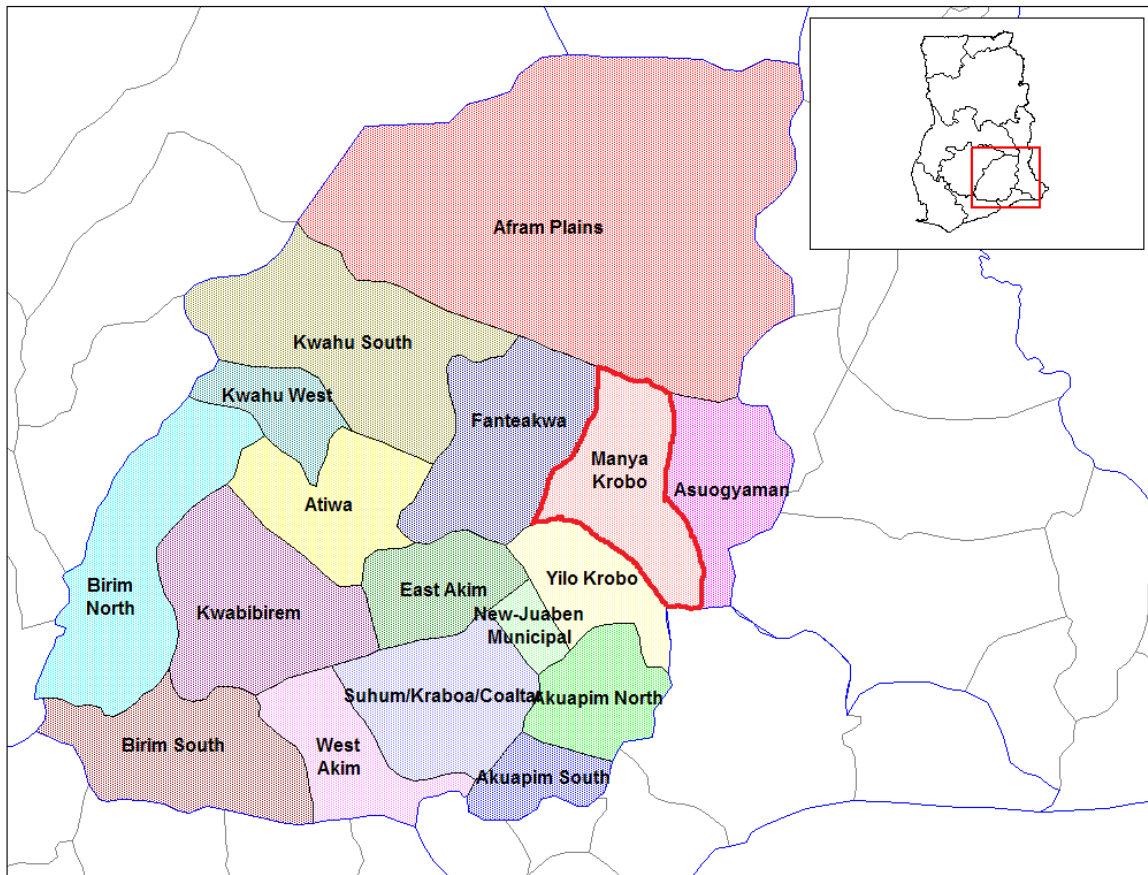 Afram Plains
Kwahu South
Kwahu West
Fanteakwa
Manya
Krobo
Asuogyaman
Atiwa
Birim
North
Kwabibirem
East Akim
Yilo Krobo
New-Juaben
Municipal
Suhum/Kraboa/Coaltar
Akuapim North
Birim South
West
Akim
Akuapim South